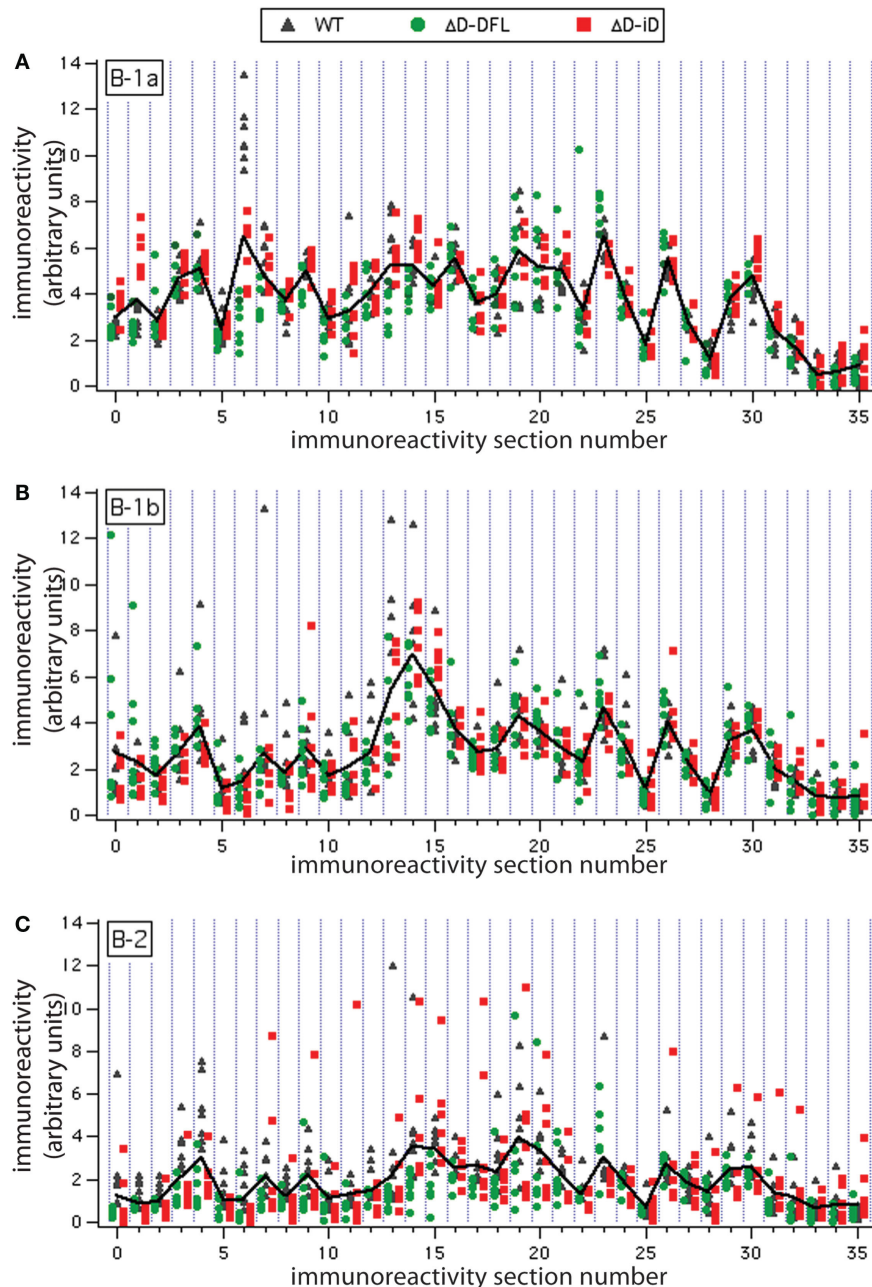 WT ΔD-DFL ΔD-iD
A
B-1a
14
12
10
8
6
4
2
0
immunoreactivity
(arbitrary units)
0 5 10 15 20 25 30 35
immunoreactivity section number
B
B-1b
14
12
10
8
6
4
2
0
immunoreactivity
(arbitrary units)
0 5 10 15 20 25 30 35
immunoreactivity section number
C
B-2
14
12
10
8
6
4
2
0
immunoreactivity
(arbitrary units)
0 5 10 15 20 25 30 35
immunoreactivity section number